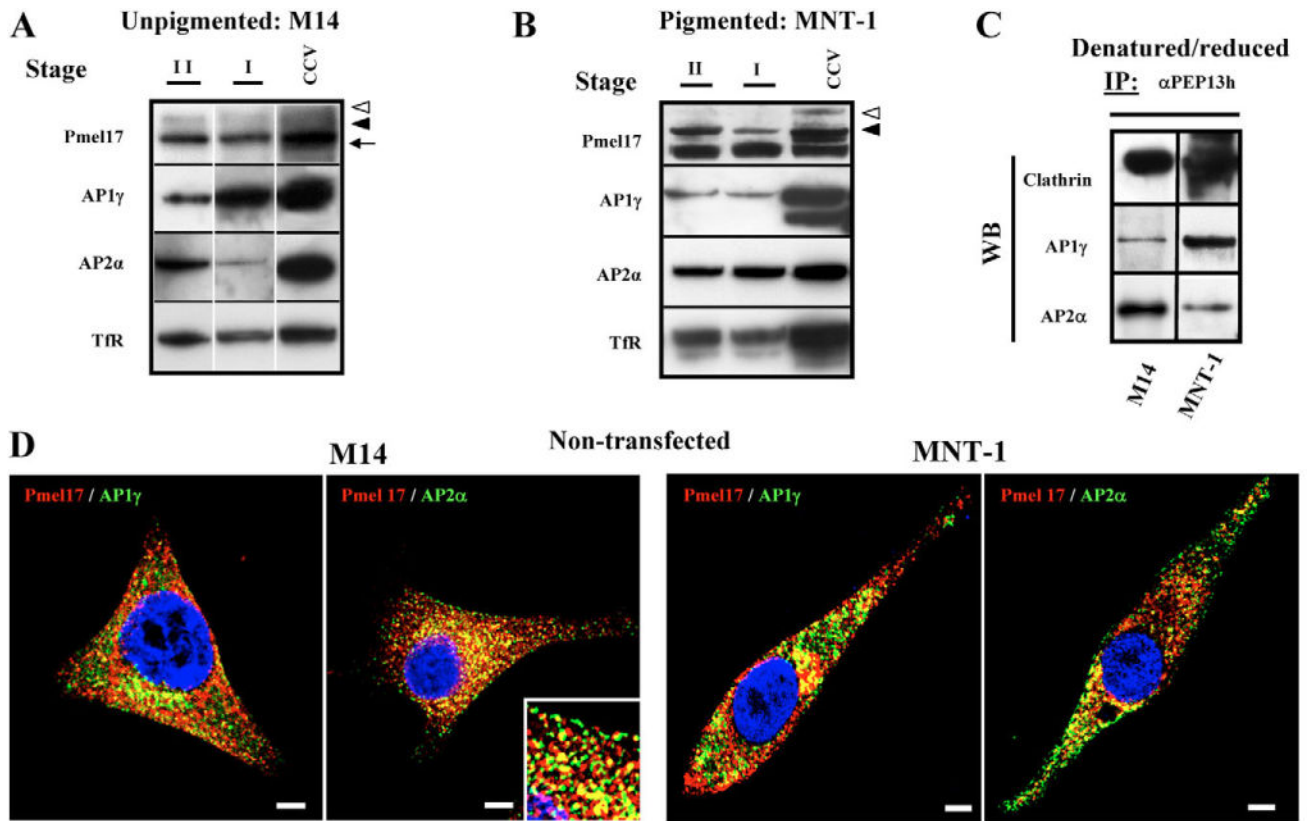 A
Unpigmented: M14
Stage
I I
I
CCV
Pmel17
AP1γ
AP2α
TfR
B
Pigmented: MNT-1
Stage
II
I
CCV
Pmel17
AP1γ
AP2α
TfR
C
Denatured/reduced
IP: αPEP13h
WB
Clathrin
AP1γ
AP2α
M14
MNT-1
D
Non-transfected
M14
MNT-1
Pmel17 / AP1γ
Pmel 17 / AP2α
Pmel17 / AP1γ
Pmel 17 / AP2α